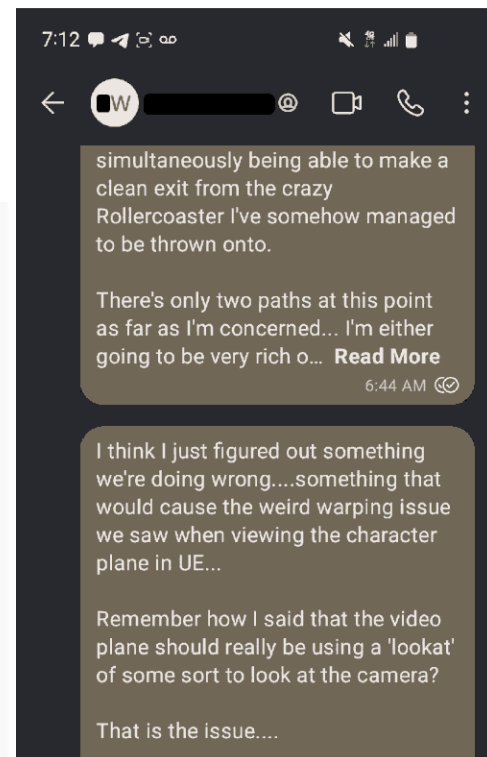 7:12
W
simultaneously being able to make a
clean exit from the crazy
Rollercoaster I've somehow managed
to be thrown onto.
There's only two paths at this point
as far as I'm concerned... I'm either
going to be very rich o... Read More
6:44 AM
I think I just figured out something
we're doing wrong....something that
would cause the weird warping issue
we saw when viewing the character
plane in UE...
Remember how I said that the video
plane should really be using a 'lookat'
of some sort to look at the camera?
That is the issue....